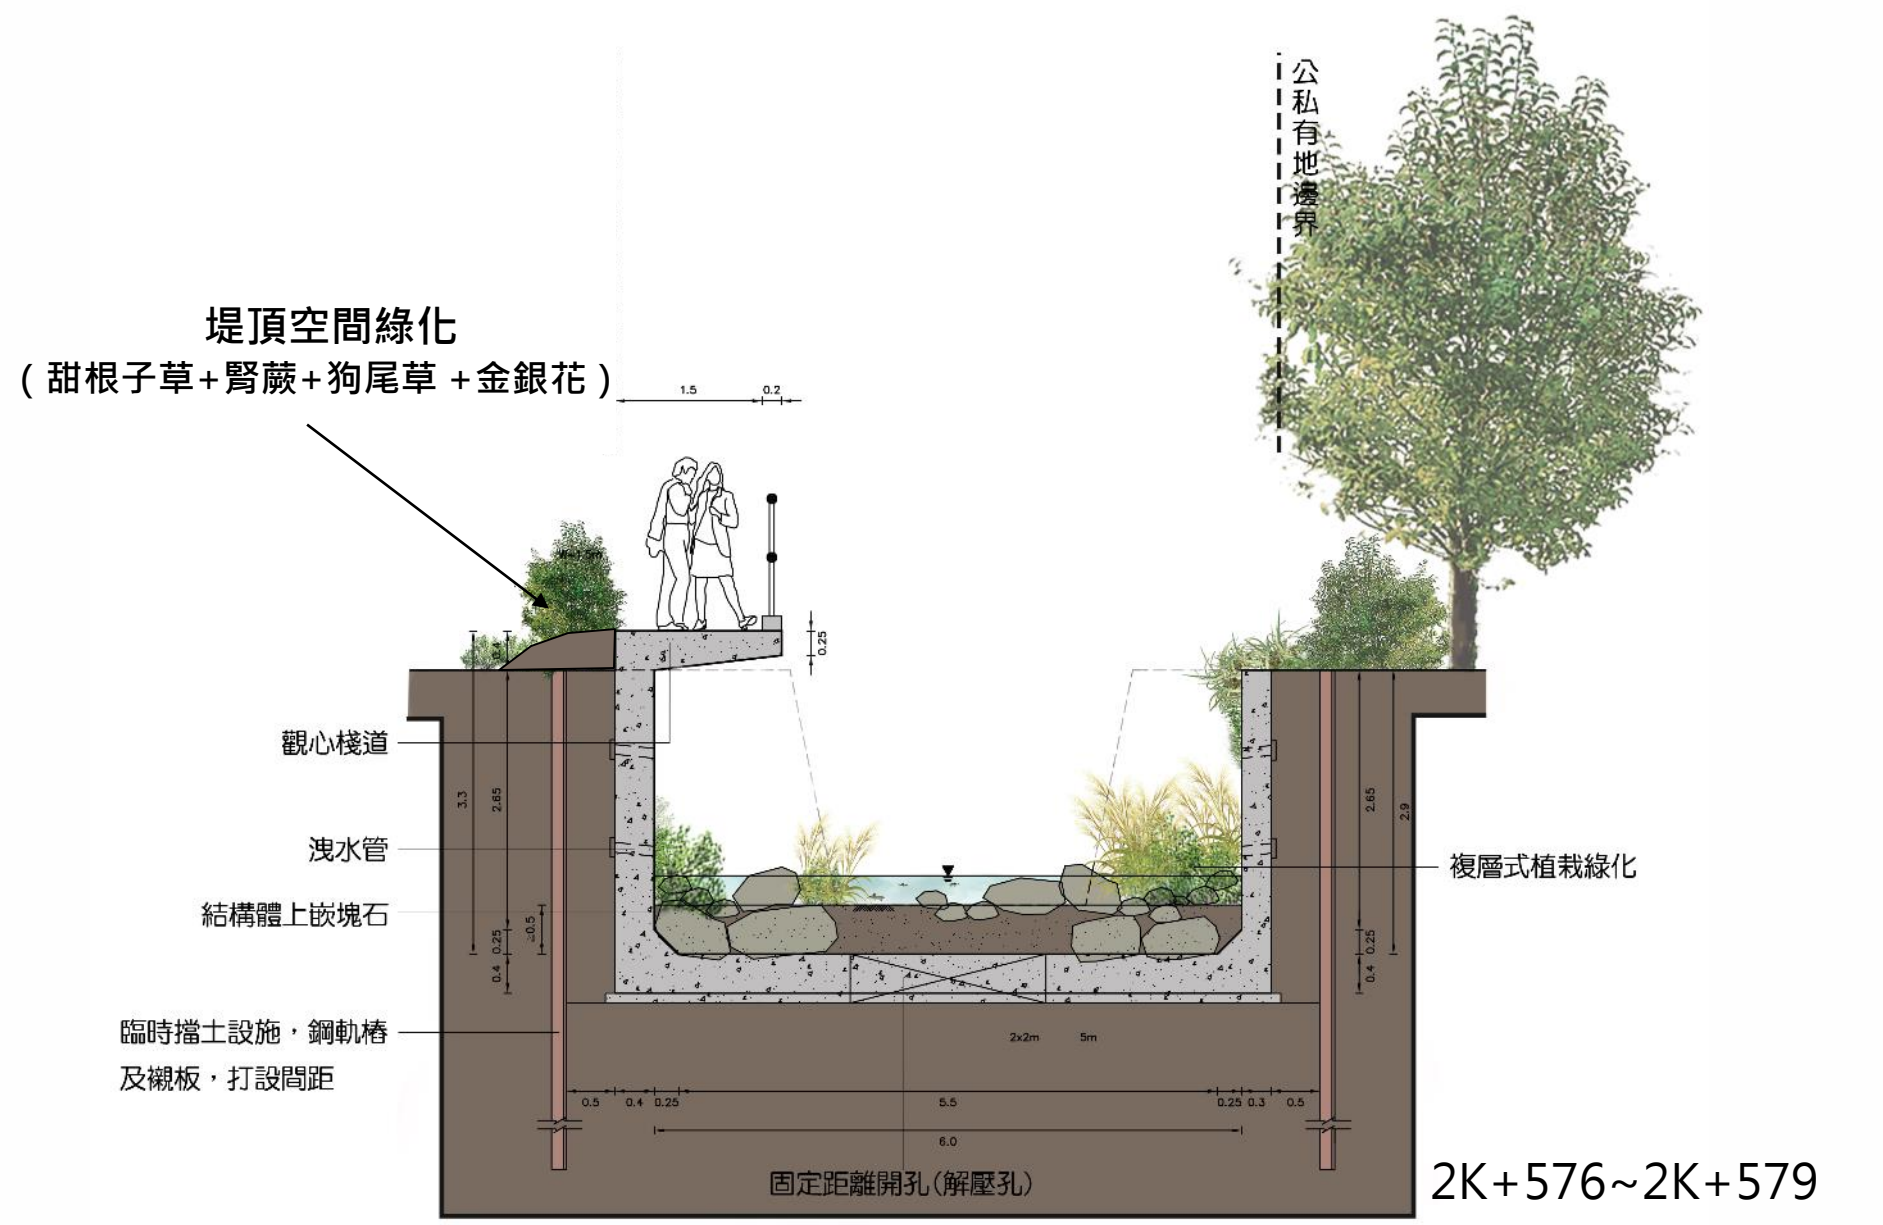 公私有地邊界
堤頂空間綠化
(甜根子草+腎蕨+狗尾草 +金銀花)
1.5
0.2
0.25
0.4
觀心棧道
3.3
2.65
2.65
2.9
洩水管
複層式植栽綠化
結構體上嵌塊石
≥0.5
0.25
0.25
0.4
0.4
臨時擋土設施，鋼軌樁
及襯板，打設間距
2x2m
5m
0.5
0.4
0.25
5.5
0.25
0.3
0.5
6.0
固定距離開孔(解壓孔)
2K+576~2K+579